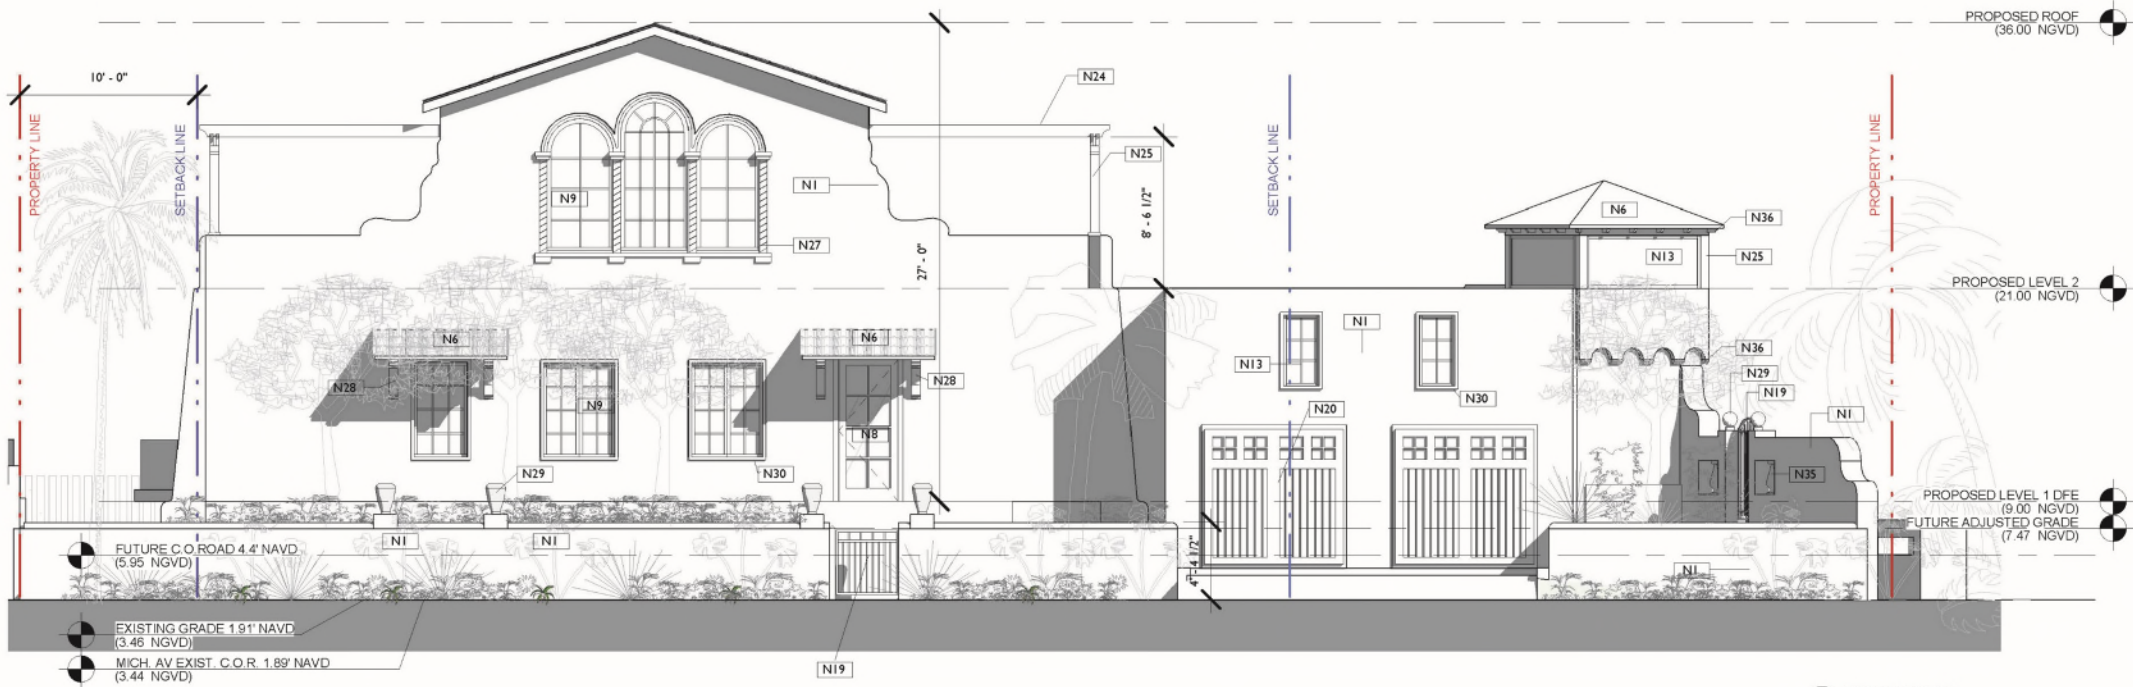 PROPOSED ROOF
(36.00 NGVD)
10' - 0"
N24
PROPERTY LINE
SETBACK LINE
SETBACK LINE
PROPERTY LINE
N25
N1
N9
8' - 6 1/2"
N6
N36
N27
27' - 0"
N13
N25
PROPOSED LEVEL 2
(21.00 NGVD)
N1
N6
N6
N36
N13
N29
N28
N28
N19
N9
N30
N20
N1
N8
N29
N30
N35
PROPOSED LEVEL 1 DFE
(9.00 NGVD)
FUTURE ADJUSTED GRADE
(7.47 NGVD)
N1
N1
FUTURE C.O.ROAD 4.4' NAVD
(5.95 NGVD)
4' - 4 1/2"
N1
EXISTING GRADE 1.91' NAVD
(3.46 NGVD)
MICH. AV EXIST. C.O.R. 1.89' NAVD
(3.44 NGVD)
N19